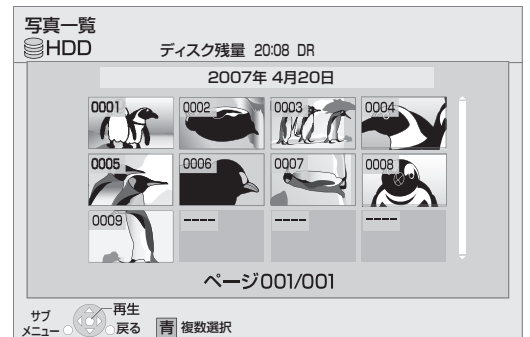 写真一覧
HDD ディスク残量 20:08 DR
2007年 4月20日
0001 0002 0003 0004
0005 0006 0007 0008
0009 ---- ---- ----
ページ001/001
サブ
メニュー
再生
戻る
青 複数選択